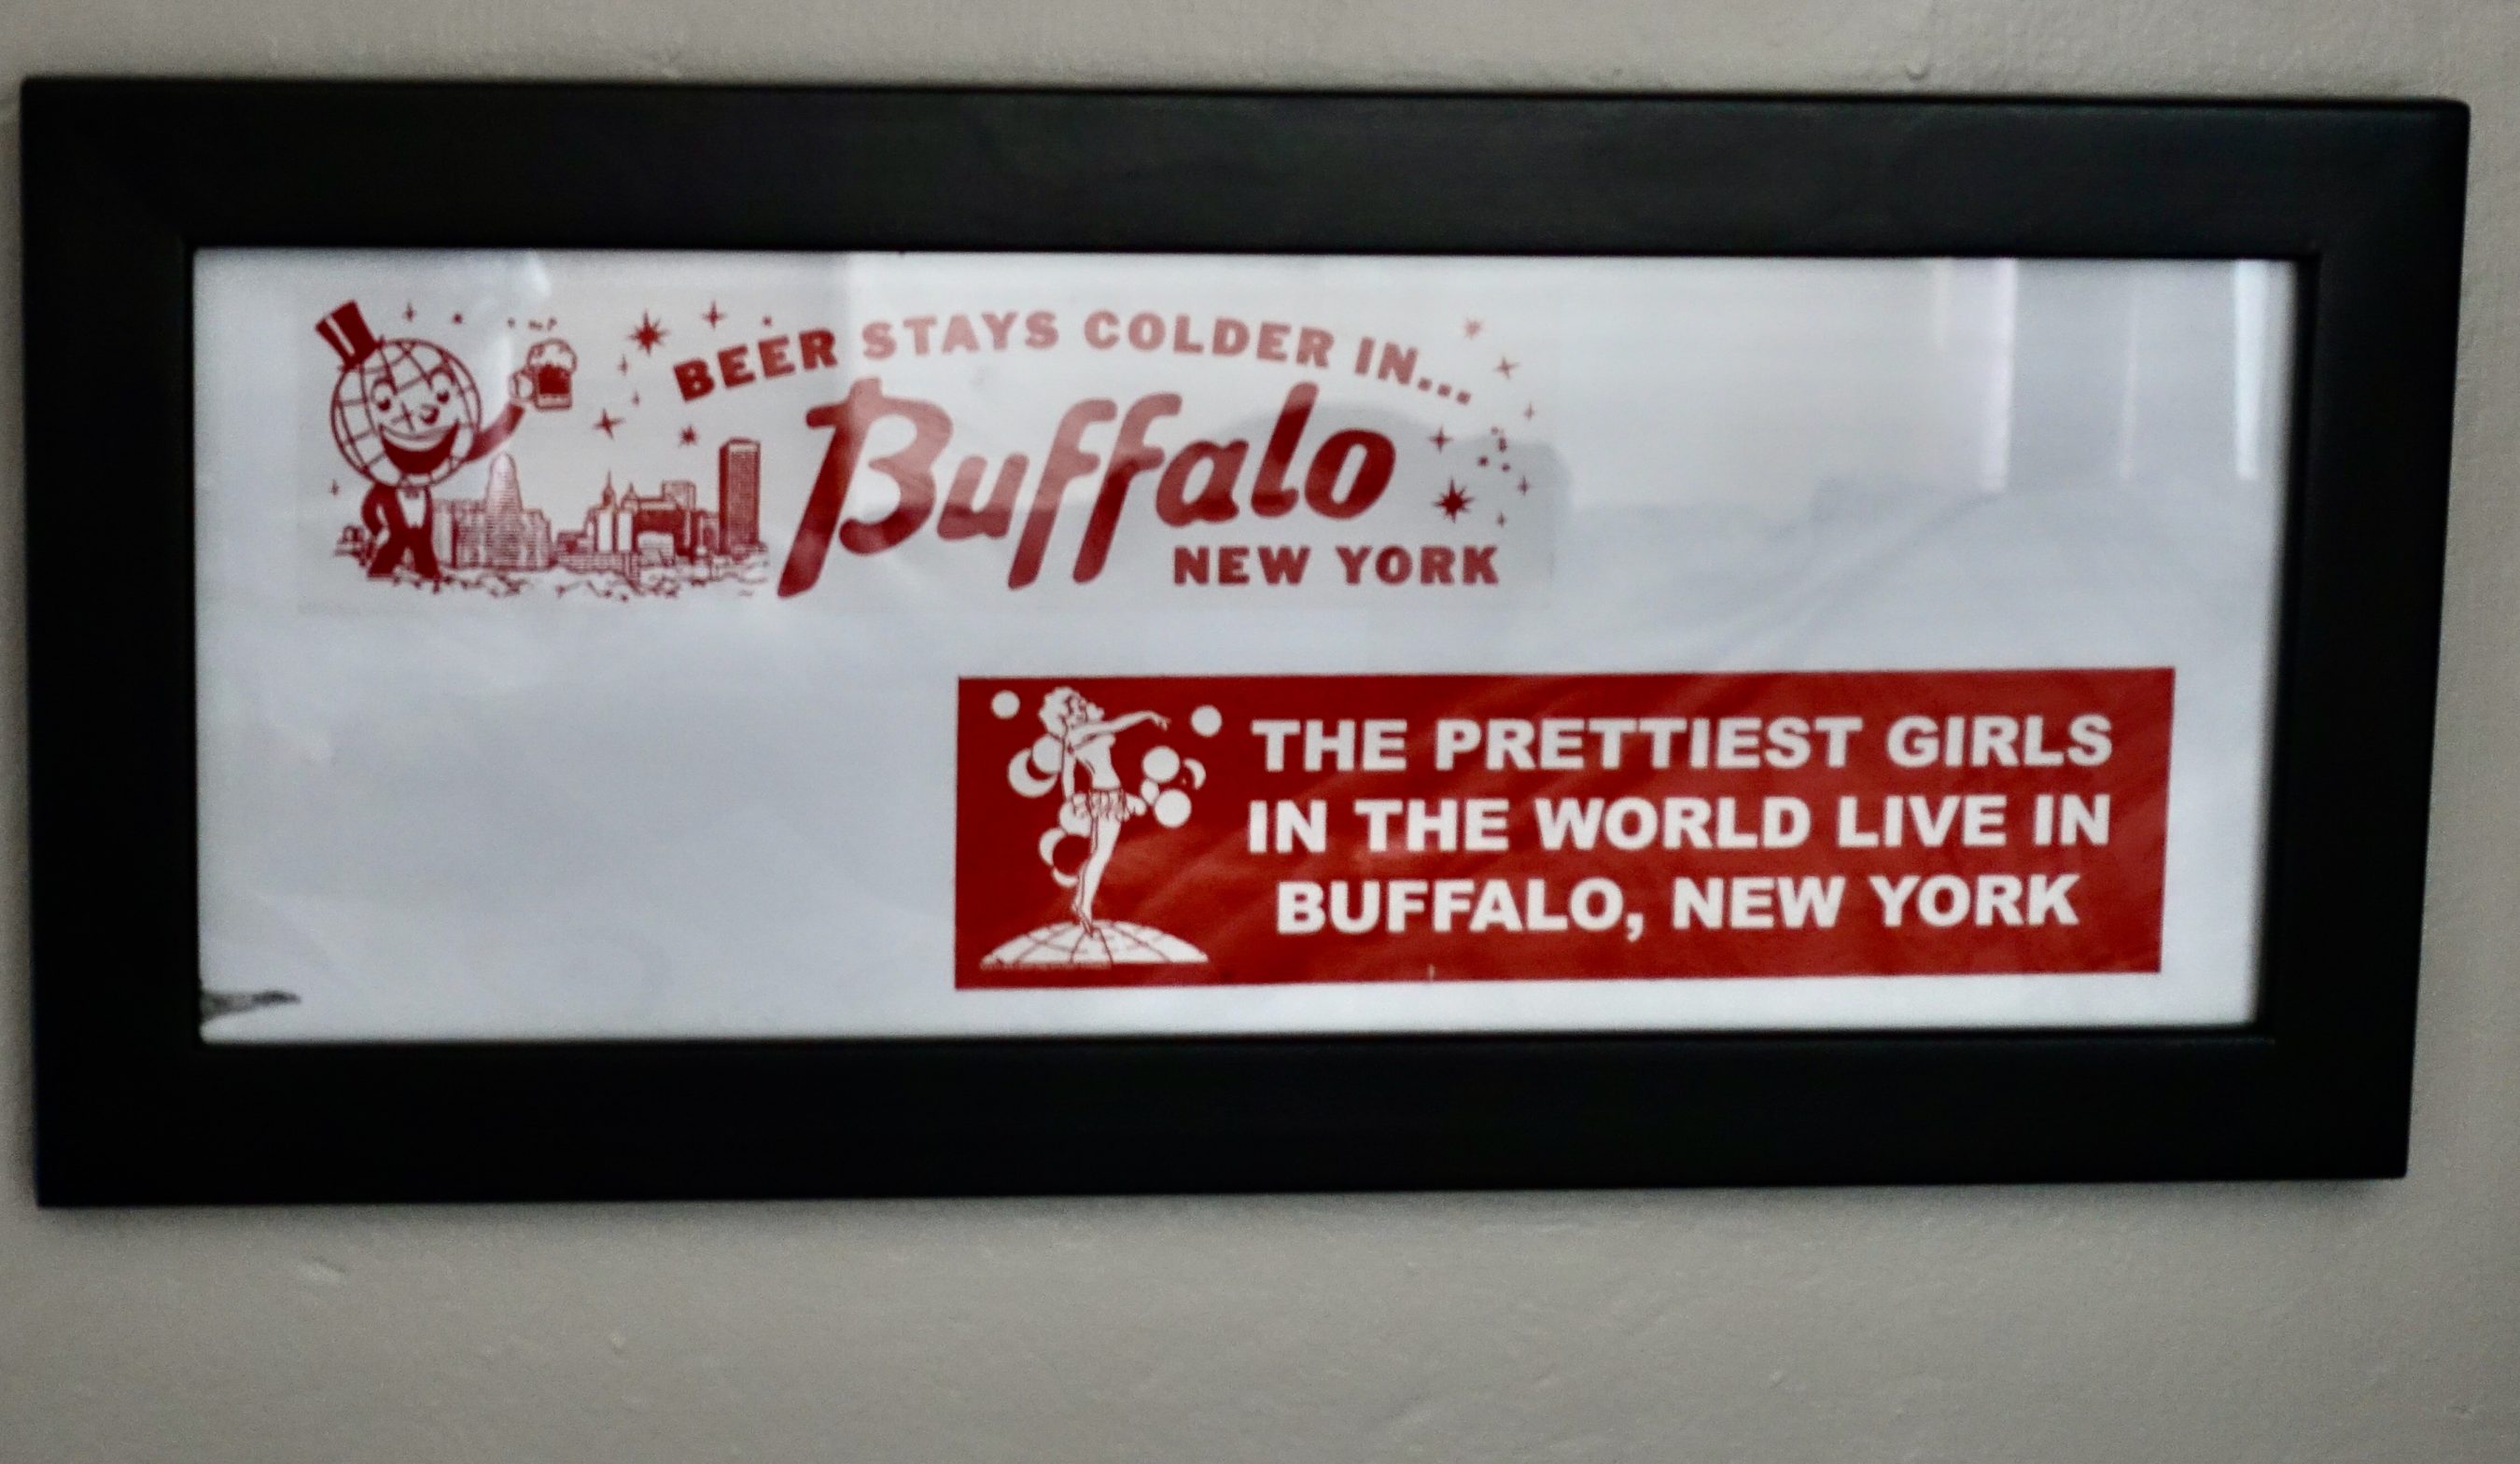 BEER STAYS COLDER IN...
Buffalo
NEW YORK
THE PRETTIEST GIRLS
IN THE WORLD LIVE IN
BUFFALO, NEW YORK